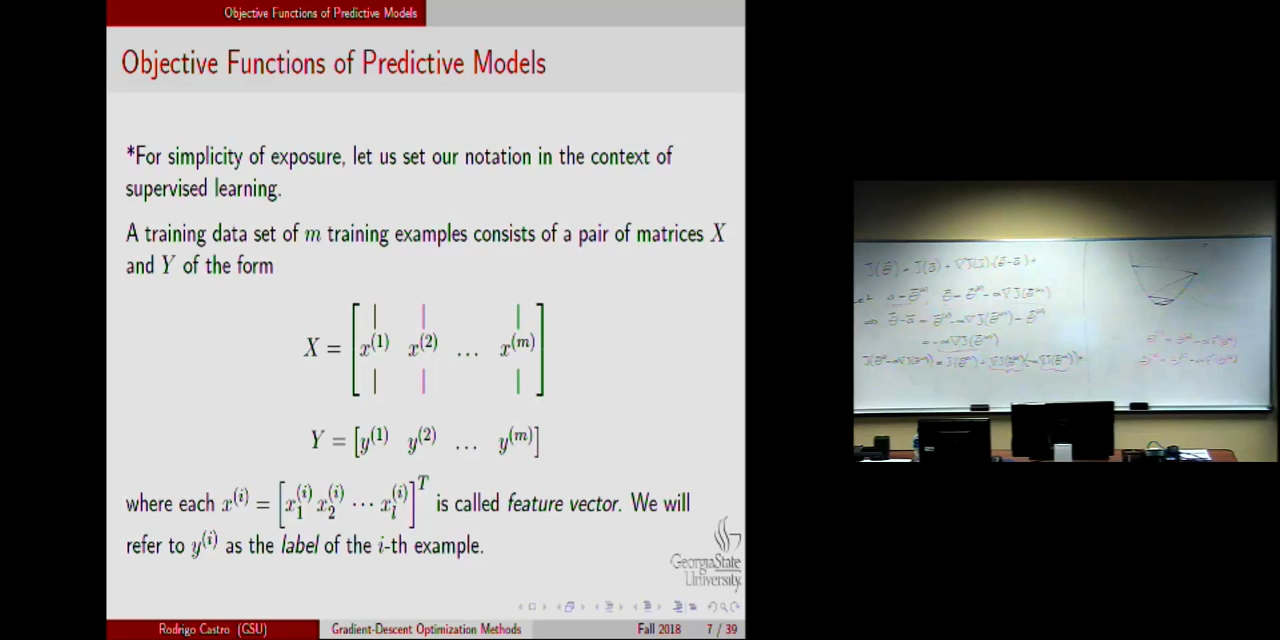 Objective Functions of Predictive Models
Objective Functions of Predictive Models
*For simplicity of exposure, let us set our notation in the context of
supervised learning.
A training data set of m training examples consists of a pair of matrices X
and Y of the form
X = [x^(1) x^(2) … x^(m)]
Y = [y^(1) y^(2) … y^(m)]
where each x^(i) = [x_1^(i) x_2^(i) ⋯ x_l^(i)]^T is called feature vector. We will
refer to y^(i) as the label of the i-th example.
GeorgiaState
University
Rodrigo Castro (GSU) Gradient-Descent Optimization Methods Fall 2018 7 / 39